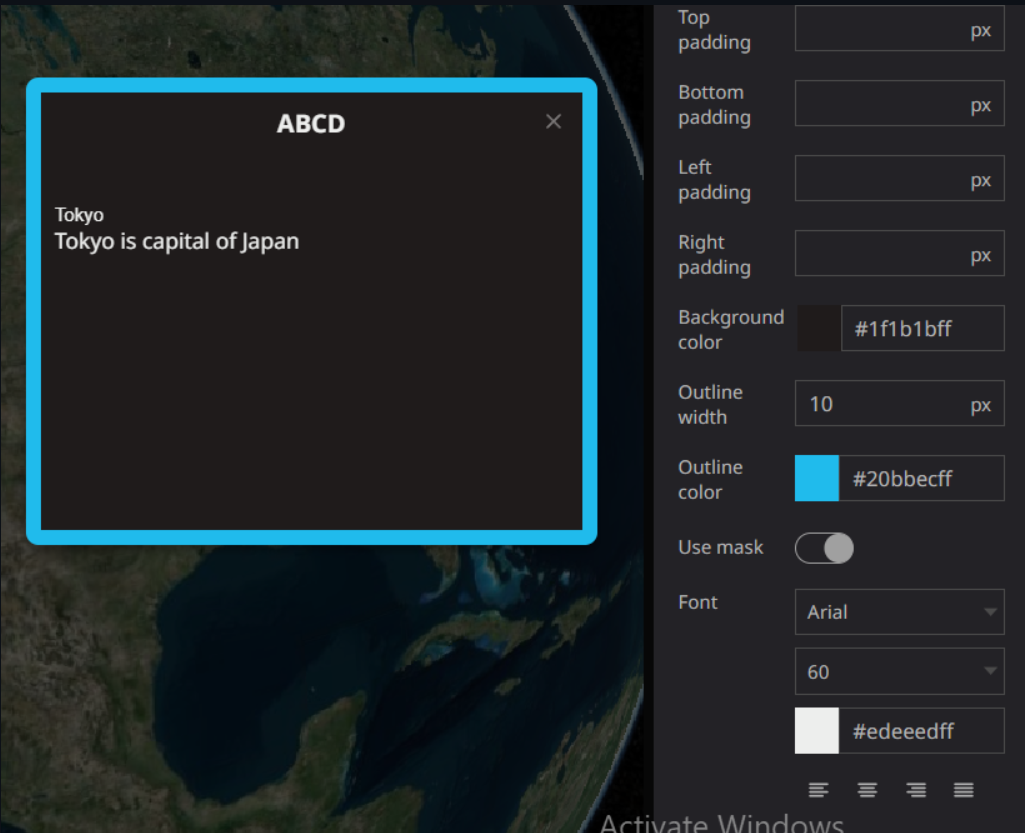 ABCD
Tokyo
Tokyo is capital of Japan
Top
padding
px
Bottom
padding
px
Left
padding
px
Right
padding
px
Background
color
#1f1b1bff
Outline
width
10
px
Outline
color
#20bbecff
Use mask
Font
Arial
60
#edeeedff
Activate Windows